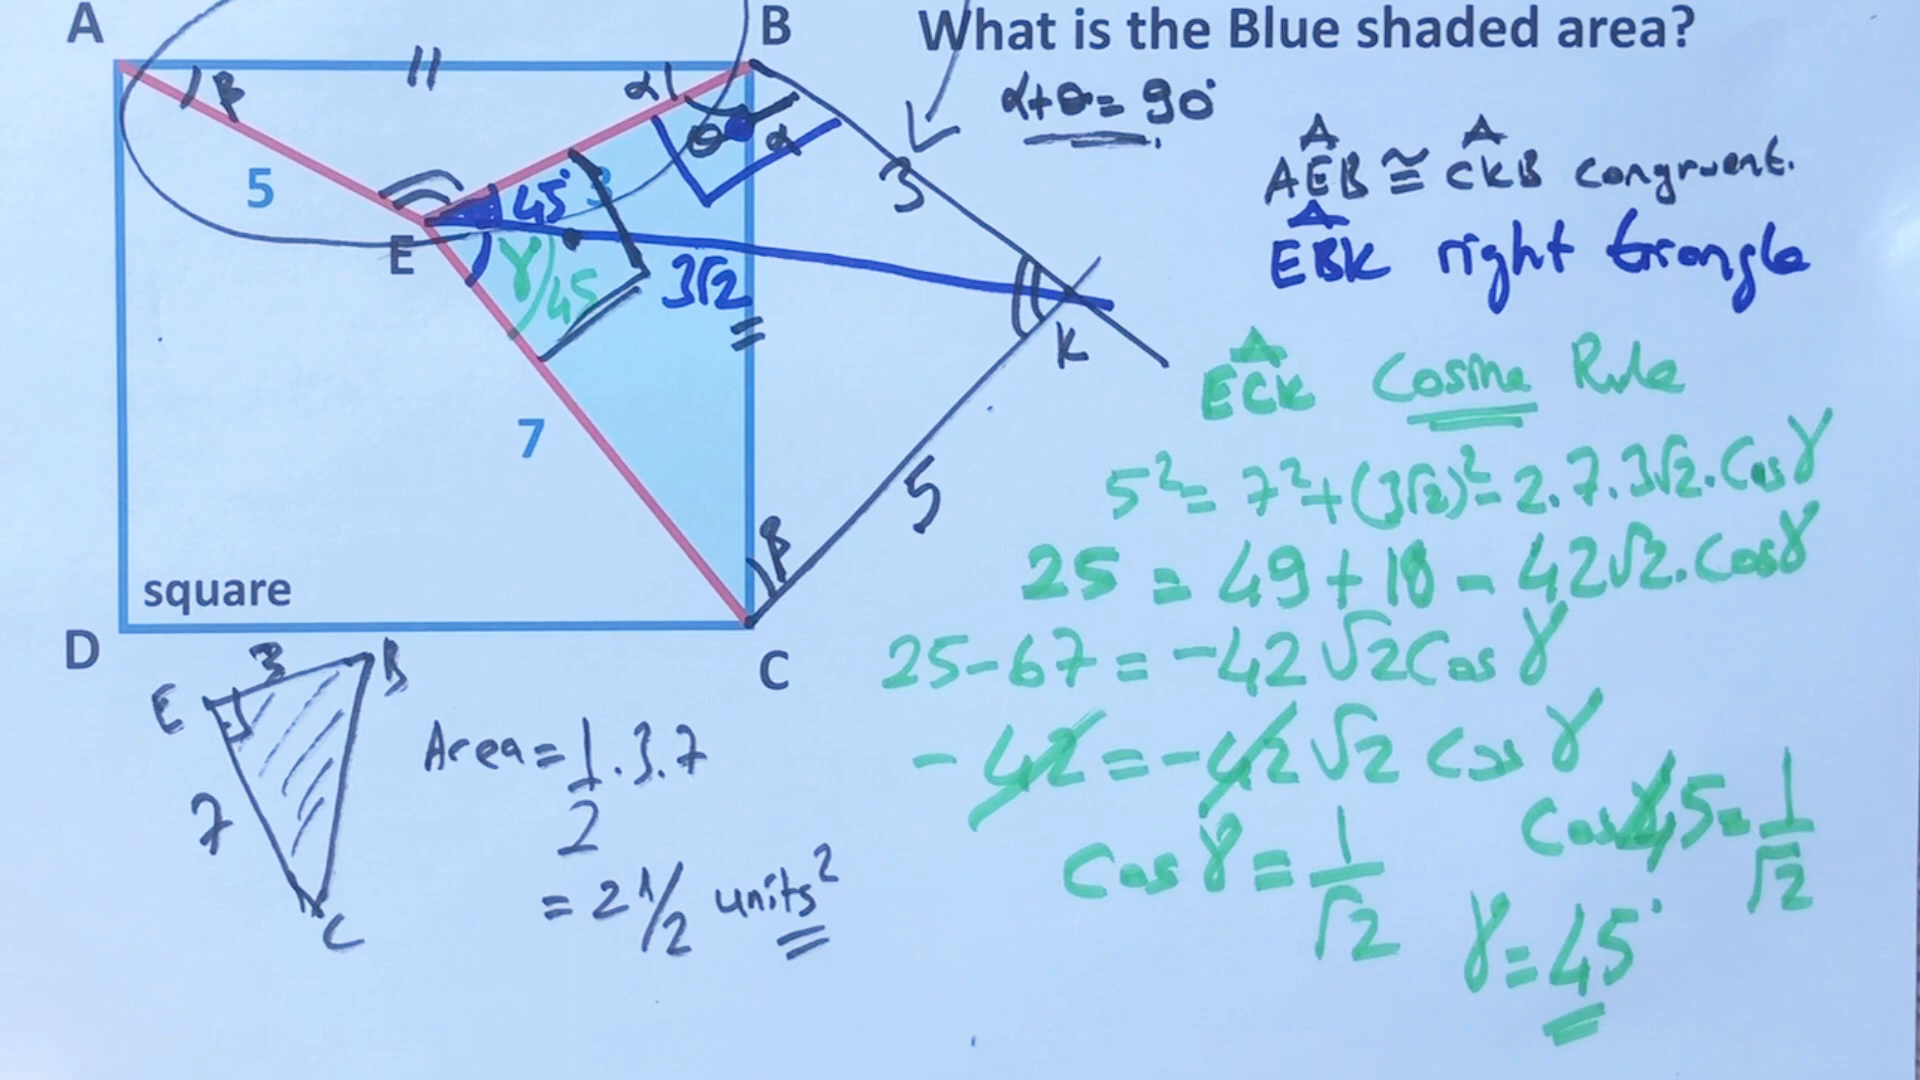 What is the Blue shaded area?
A
B
α+θ=90°
β
α
θ
α
5
3
3
45°
E
γ
45
3√2
K
7
5
β
square
D
C
AEB ≅ CKB congruent.
EBK right triangle
ECK Cosine Rule
5² = 7²+(3√2)²-2.7.3√2.Cosγ
25 = 49+18-42√2.Cosγ
25-67=-42√2Cosγ
-42=-42√2 Cosγ
Cosγ=1/√2
Cos45=1/√2
γ=45°
3
B
E
7
C
Area=1/2.3.7
=21/2 units²